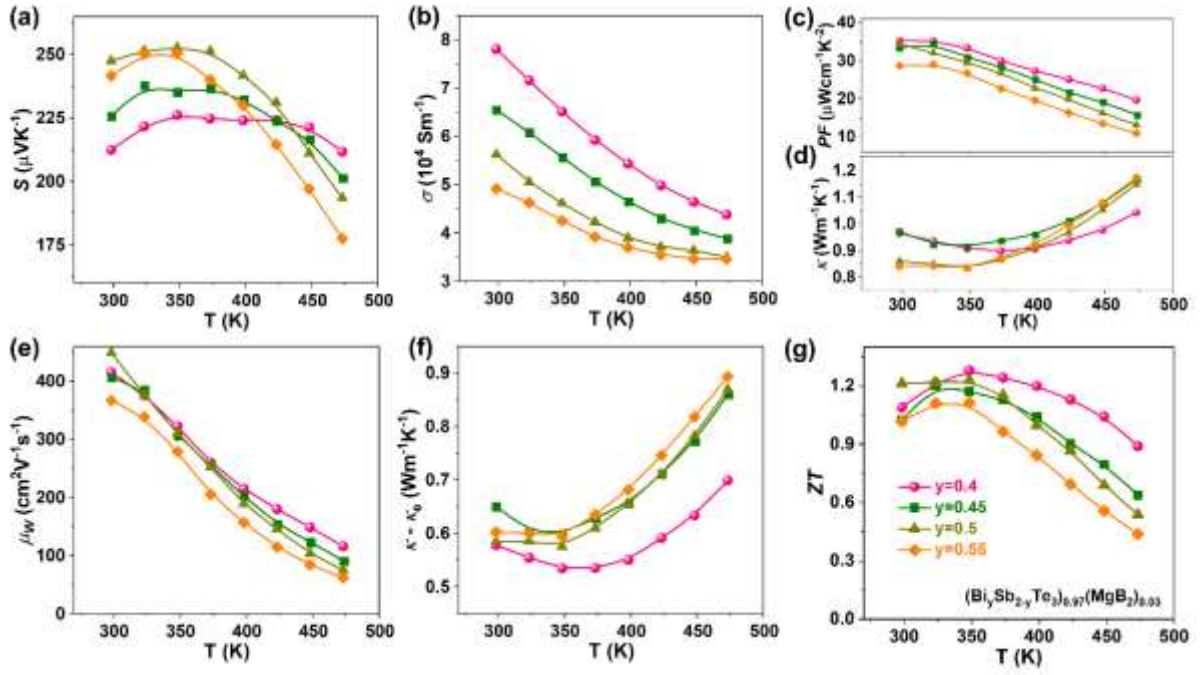 (a)
S (μVK⁻¹)
250
225
200
175
300 350 400 450 500
T (K)
(b)
σ (10⁴ Sm⁻¹)
8
7
6
5
4
3
300 350 400 450 500
T (K)
(c)
PF (μWcm⁻¹K⁻²)
40
30
20
10
(d)
κ (Wm⁻¹K⁻¹)
1.2
1.1
1.0
0.9
0.8
300 350 400 450 500
T (K)
(e)
μW (cm²V⁻¹s⁻¹)
400
300
200
100
0
300 350 400 450 500
T (K)
(f)
κ - κₑ (Wm⁻¹K⁻¹)
0.9
0.8
0.7
0.6
0.5
300 350 400 450 500
T (K)
(g)
ZT
1.2
0.9
0.6
0.3
0.0
y=0.4
y=0.45
y=0.5
y=0.55
(BiySb2-yTe3)0.97(MgB2)0.03
300 350 400 450 500
T (K)